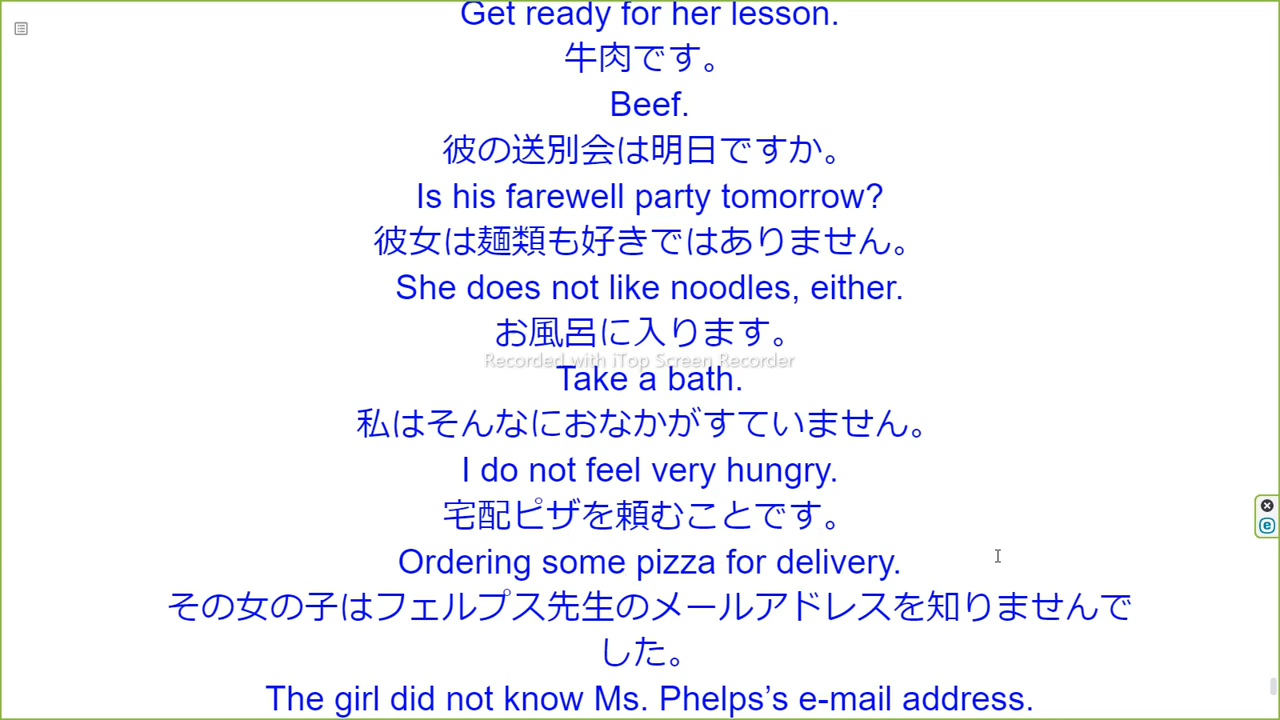 Get ready for her lesson.
牛肉です。
Beef.
彼の送別会は明日ですか。
Is his farewell party tomorrow?
彼女は麺類も好きではありません。
She does not like noodles, either.
お風呂に入ります。
Recorded with iTop Screen Recorder
Take a bath.
私はそんなにおなかがすていません。
I do not feel very hungry.
宅配ピザを頼むことです。
Ordering some pizza for delivery.
その女の子はフェルプス先生のメールアドレスを知りませんで
した。
The girl did not know Ms. Phelps’s e-mail address.